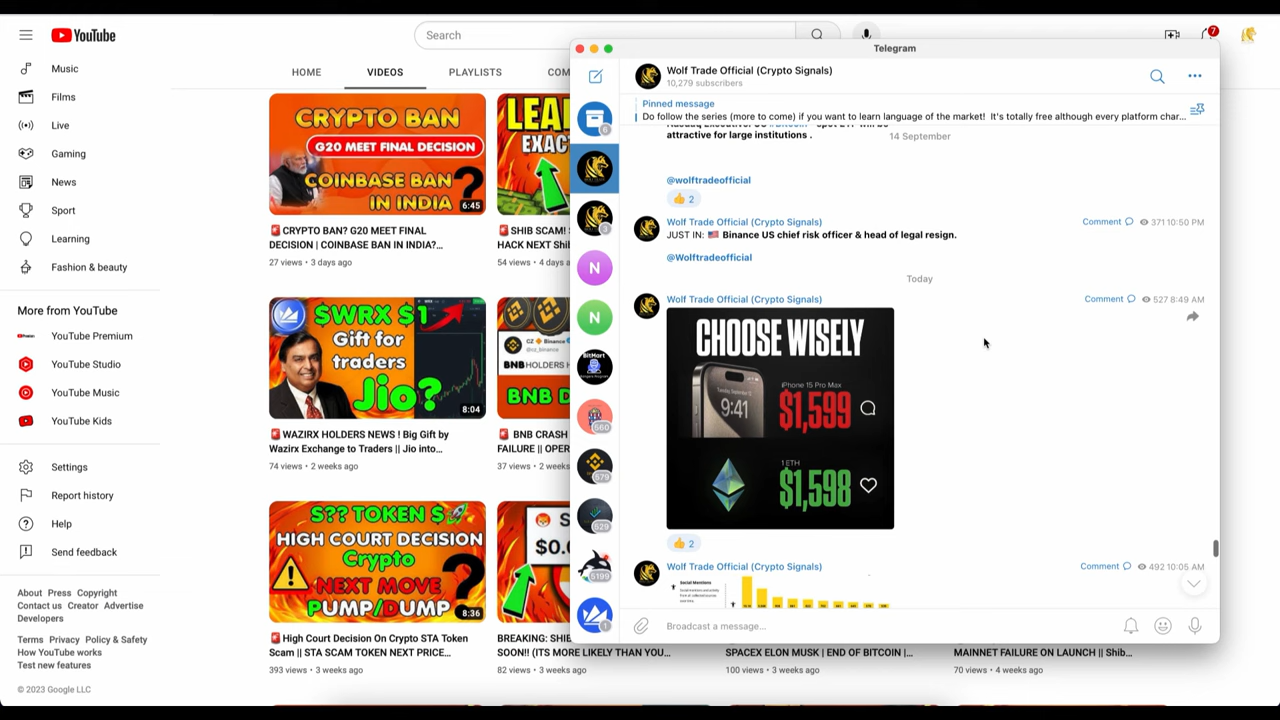 YouTube
Search
7
Music
Films
Live
Gaming
News
Sport
Learning
Fashion & beauty
More from YouTube
YouTube Premium
YouTube Studio
YouTube Music
YouTube Kids
Settings
Report history
Help
Send feedback
About Press Copyright
Contact us Creator Advertise
Developers
Terms Privacy Policy & Safety
How YouTube works
Test new features
© 2023 Google LLC
HOME
VIDEOS
PLAYLISTS
COM
CRYPTO BAN
G20 MEET FINAL DECISION
COINBASE BAN
IN INDIA?
6:45
🚨CRYPTO BAN? G20 MEET FINAL
DECISION | COINBASE BAN IN INDIA?...
27 views • 3 days ago
LEA
EXAC
🚨SHIB SCAM!
HACK NEXT Shi
54 views • 4 days a
$WRX $1
Gift for
traders
Jio?
8:04
🚨WAZIRX HOLDERS NEWS ! Big Gift by
Wazirx Exchange to Traders || Jio into...
74 views • 2 weeks ago
CZ
@cz_binance
BNB HOLDERS
BNB D
🚨 BNB CRASH
FAILURE || OPER
37 views • 2 week
S?? TOKEN $
HIGH COURT DECISION
Crypto
NEXT MOVE
PUMP/DUMP
?
8:36
🚨High Court Decision On Crypto STA Token
Scam || STA SCAM TOKEN NEXT PRICE...
393 views • 3 weeks ago
S
$0.
BREAKING: SHIB
SOON!! (ITS MORE LIKELY THAN YOU...
82 views • 3 weeks ago
SPACEX ELON MUSK | END OF BITCOIN |...
100 views • 3 weeks ago
MAINNET FAILURE ON LAUNCH || Shib...
70 views • 4 weeks ago
Telegram
Wolf Trade Official (Crypto Signals)
10,279 subscribers
Pinned message
Do follow the series (more to come) if you want to learn language of the market! It's totally free although every platform char...
attractive for large institutions .
14 September
@wolftradeofficial
👍 2
Wolf Trade Official (Crypto Signals)
Comment 371 10:50 PM
JUST IN: 🇺🇸 Binance US chief risk officer & head of legal resign.
@Wolftradeofficial
Today
Wolf Trade Official (Crypto Signals)
Comment 527 8:49 AM
CHOOSE WISELY
9:41
iPhone 15 Pro Max
$1,599
1 ETH
$1,598
👍 2
Wolf Trade Official (Crypto Signals)
Comment 492 10:05 AM
Social Mentions
Broadcast a message...
6
3
N
N
BitMart
560
579
529
5199
1